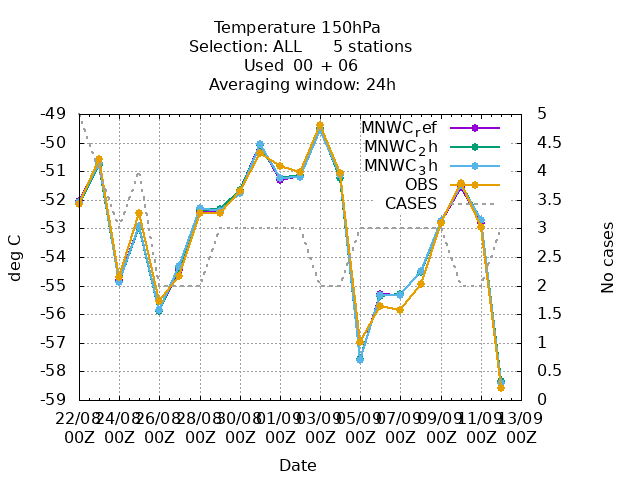 Temperature 150hPa
Selection: ALL 5 stations
Used 00 + 06
Averaging window: 24h
-49
-50
-51
-52
-53
-54
-55
-56
-57
-58
-59
deg C
MNWC_ref
MNWC_2h
MNWC_3h
OBS
CASES
5
4.5
4
3.5
3
2.5
2
1.5
1
0.5
0
No cases
22/08 24/08 26/08 28/08 30/08 01/09 03/09 05/09 07/09 09/09 11/09 13/09
00Z 00Z 00Z 00Z 00Z 00Z 00Z 00Z 00Z 00Z 00Z 00Z
Date